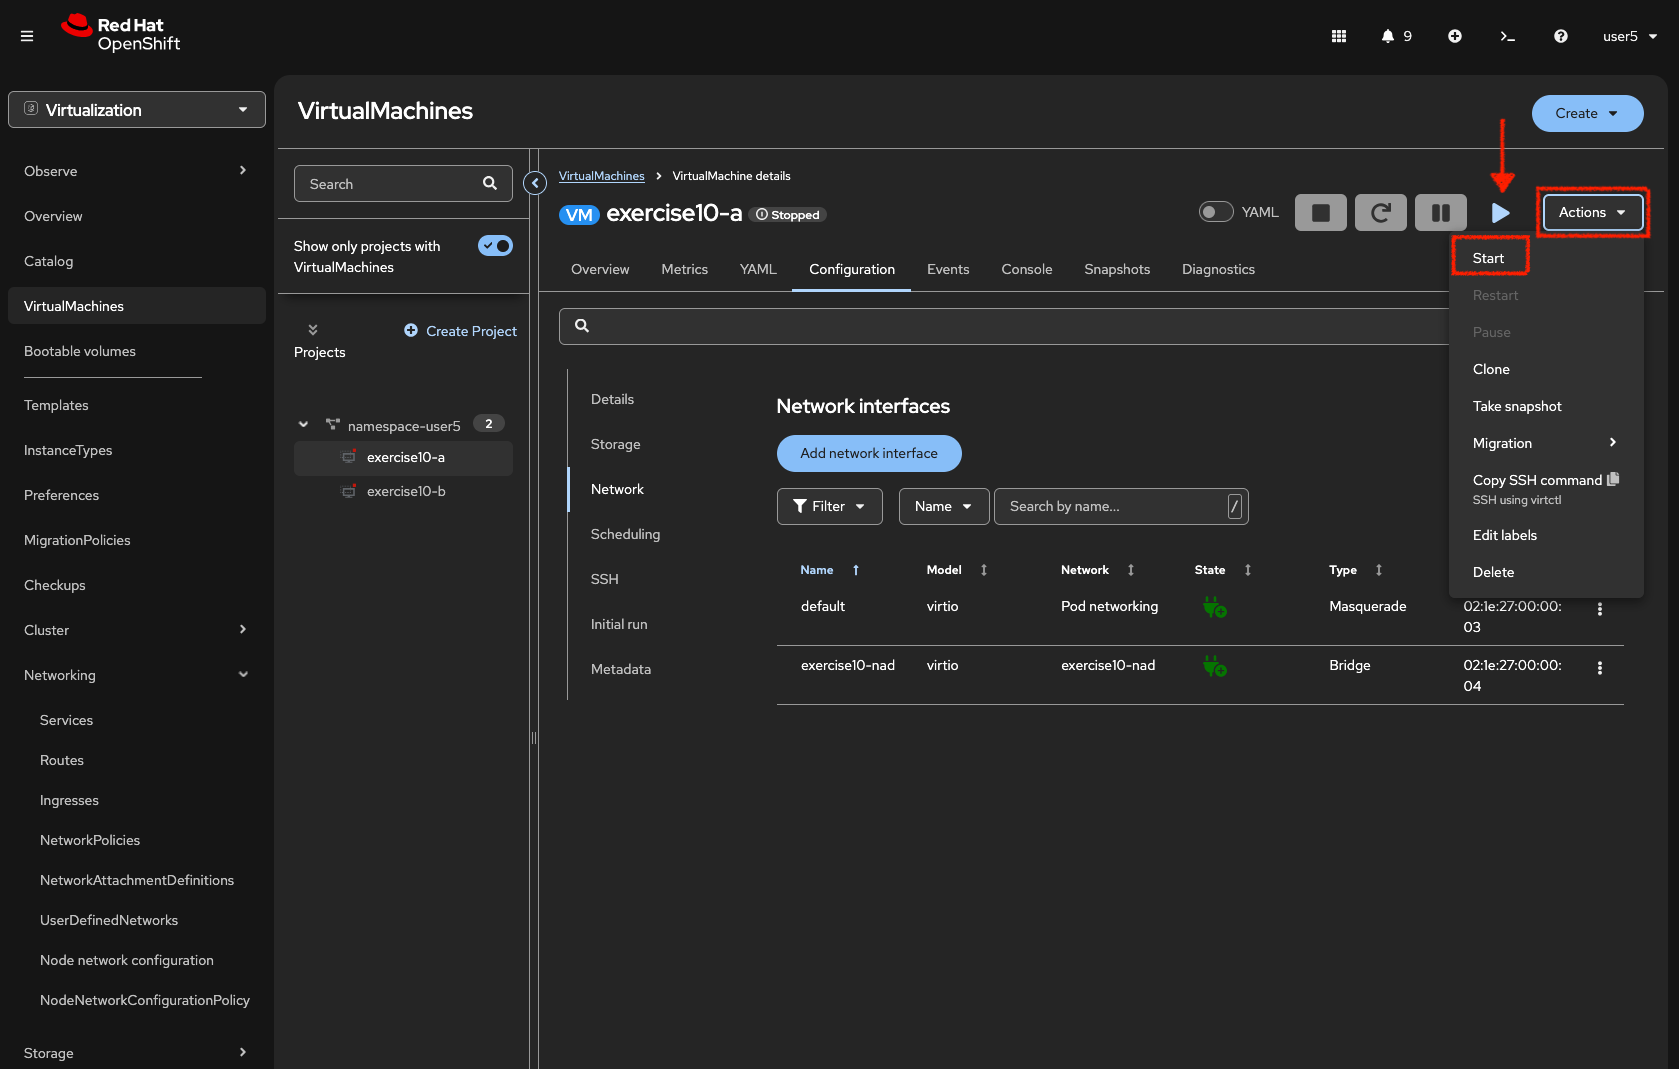 Red Hat
OpenShift
9
user5
Virtualization
Observe
Overview
Catalog
VirtualMachines
Bootable volumes
Templates
InstanceTypes
Preferences
MigrationPolicies
Checkups
Cluster
Networking
Services
Routes
Ingresses
NetworkPolicies
NetworkAttachmentDefinitions
UserDefinedNetworks
Node network configuration
NodeNetworkConfigurationPolicy
Storage
VirtualMachines
Create
Search
Show only projects with
VirtualMachines
Create Project
Projects
namespace-user5 2
exercise10-a
exercise10-b
VirtualMachines VirtualMachine details
VM exercise10-a Stopped
YAML
Actions
Overview Metrics YAML Configuration Events Console Snapshots Diagnostics
Start
Restart
Pause
Clone
Take snapshot
Migration
Copy SSH command
SSH using virtctl
Edit labels
Delete
Details
Storage
Network
Scheduling
SSH
Initial run
Metadata
Network interfaces
Add network interface
Filter Name Search by name... /
Name Model Network State Type
default virtio Pod networking Masquerade 02:1e:27:00:00:
03
exercise10-nad virtio exercise10-nad Bridge 02:1e:27:00:00:
04